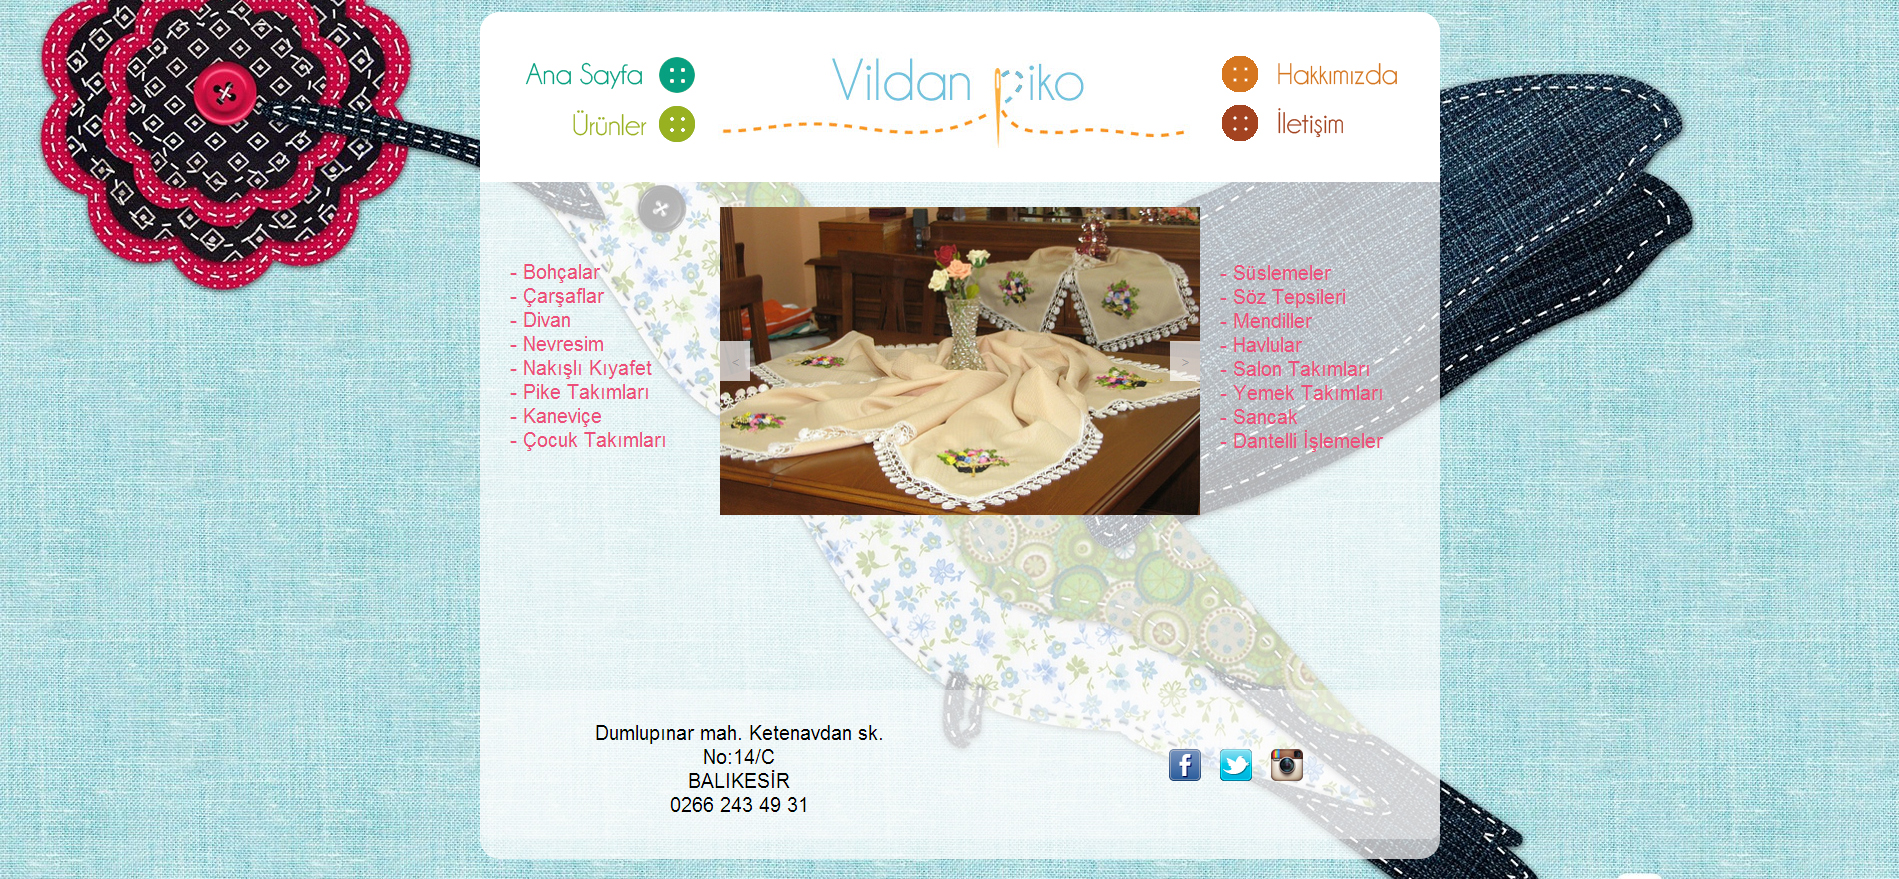 Ana Sayfa
Ürünler
Vildan Piko
Hakkımızda
İletişim
- Bohçalar
- Çarşaflar
- Divan
- Nevresim
- Nakışlı Kıyafet
- Pike Takımları
- Kaneviçe
- Çocuk Takımları
<
>
- Süslemeler
- Söz Tepsileri
- Mendiller
- Havlular
- Salon Takımları
- Yemek Takımları
- Sancak
- Dantelli İşlemeler
Dumlupınar mah. Ketenavdan sk.
No:14/C
BALIKESİR
0266 243 49 31